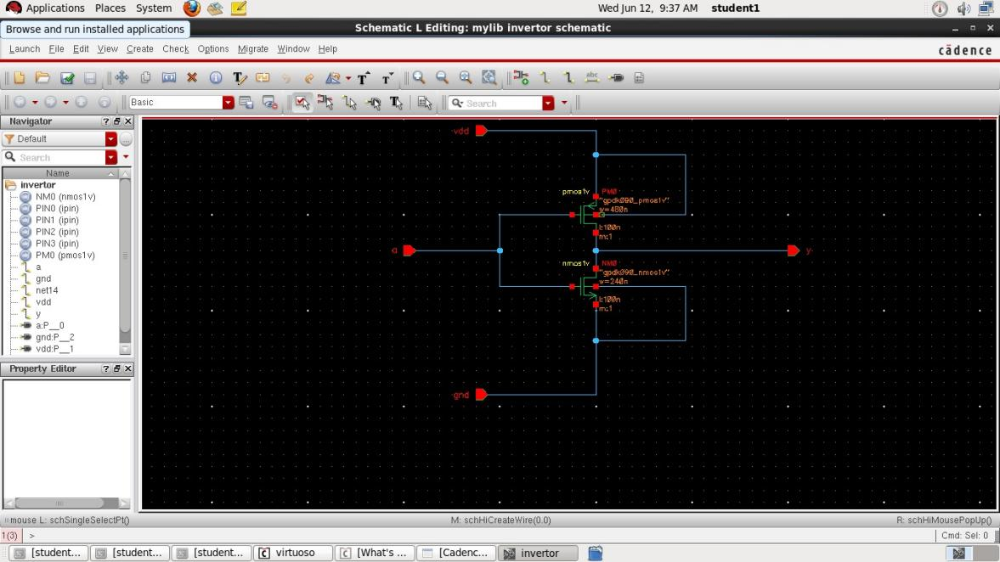 Applications Places System
Wed Jun 12, 9:37 AM student1
Browse and run installed applications
Schematic L Editing: mylib invertor schematic
Launch File Edit View Create Check Options Migrate Window Help
cādence
abc
Basic
Search
Navigator
Default
Search
Name
invertor
NM0 (nmos1v)
PIN0 (ipin)
PIN1 (ipin)
PIN2 (ipin)
PIN3 (ipin)
PM0 (pmos1v)
a
gnd
net14
vdd
y
a:P__0
gnd:P__2
vdd:P__1
Property Editor
vdd
pmos1v PM0
"gpdk090_pmos1v"
w=480n
l:100n
m:1
a
y
nmos1v NM0
"gpdk090_nmos1v"
w=240n
l:100n
m:1
gnd
mouse L: schSingleSelectPt() M: schHiCreateWire(0.0) R: schHiMousePopUp()
1(3) > Cmd: Sel: 0
[student... [student... [student... virtuoso [What's ... [Cadenc... invertor